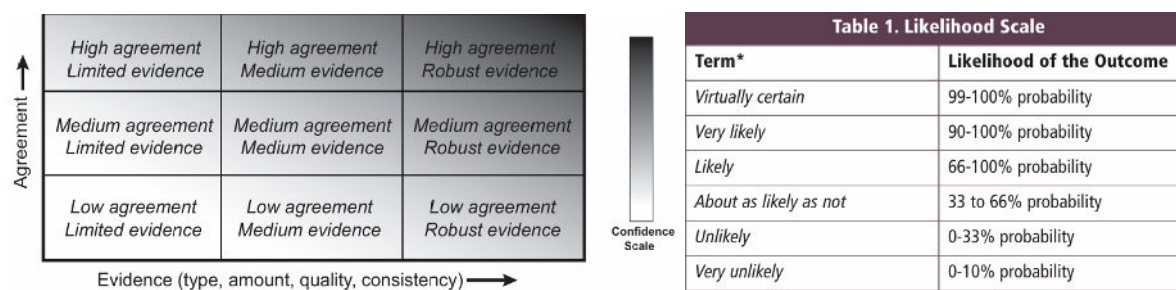 Agreement
High agreement
Limited evidence
High agreement
Medium evidence
High agreement
Robust evidence
Medium agreement
Limited evidence
Medium agreement
Medium evidence
Medium agreement
Robust evidence
Low agreement
Limited evidence
Low agreement
Medium evidence
Low agreement
Robust evidence
Evidence (type, amount, quality, consistency)
Confidence
Scale
Table 1. Likelihood Scale
Term* Likelihood of the Outcome
Virtually certain 99-100% probability
Very likely 90-100% probability
Likely 66-100% probability
About as likely as not 33 to 66% probability
Unlikely 0-33% probability
Very unlikely 0-10% probability